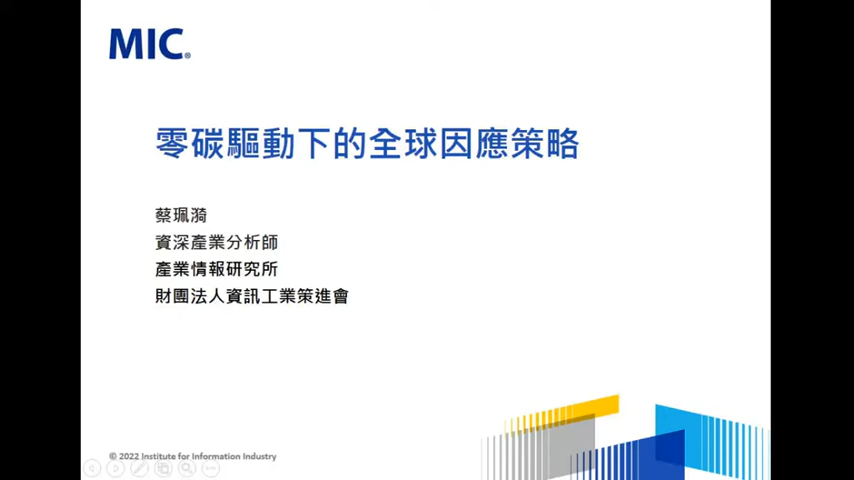 MIC®
零碳驅動下的全球因應策略
蔡珮漪
資深產業分析師
產業情報研究所
財團法人資訊工業策進會
© 2022 Institute for Information Industry